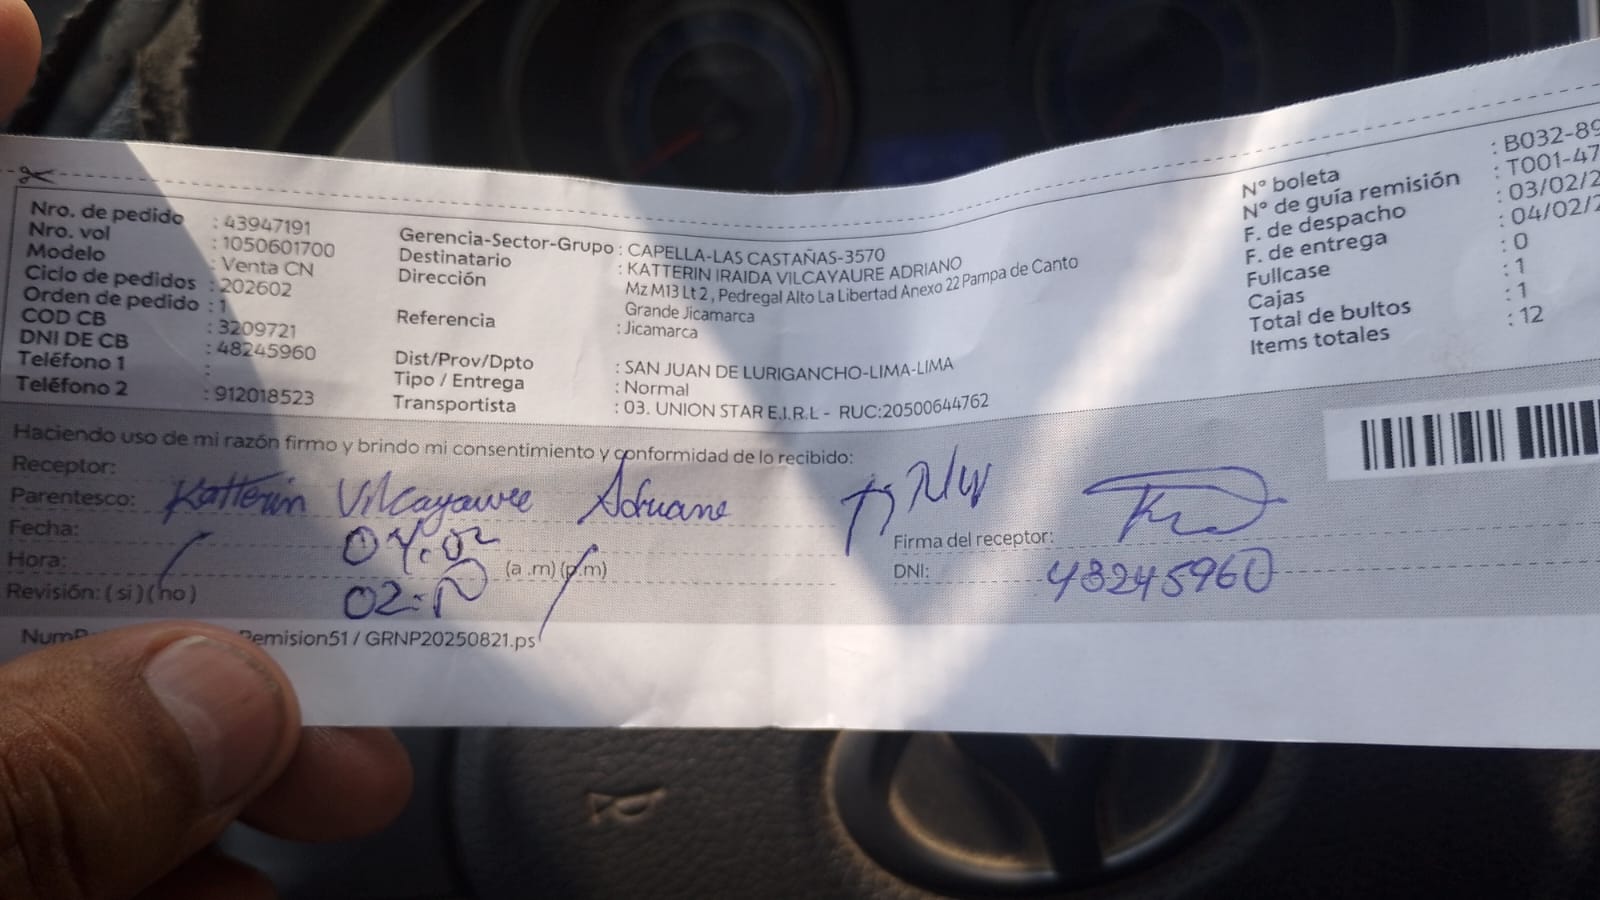 Nro. de pedido : 43947191
Nro. vol : 1050601700
Modelo : Venta CN
Ciclo de pedidos : 202602
Orden de pedido : 1
COD CB : 3209721
DNI DE CB : 48245960
Teléfono 1 :
Teléfono 2 : 912018523
Gerencia-Sector-Grupo : CAPELLA-LAS CASTAÑAS-3570
Destinatario : KATTERIN IRAIDA VILCAYAURE ADRIANO
Dirección : Mz M13 Lt 2 , Pedregal Alto La Libertad Anexo 22 Pampa de Canto
Grande Jicamarca
Referencia : Jicamarca
Dist/Prov/Dpto : SAN JUAN DE LURIGANCHO-LIMA-LIMA
Tipo / Entrega : Normal
Transportista : 03. UNION STAR E.I.R.L - RUC:20500644762
N° boleta : B032-89
N° de guía remisión : T001-47
F. de despacho : 03/02/2
F. de entrega : 04/02/2
Fullcase : 0
Cajas : 1
Total de bultos : 1
Items totales : 12
Haciendo uso de mi razón firmo y brindo mi consentimiento y conformidad de lo recibido:
Receptor:
Parentesco: Katterin Vilcayaure Adriano
Fecha: 04.02
Hora: (a .m) (p.m)
Revisión: ( si ) ( no )
Firma del receptor:
DNI: 48245960
Remision51 / GRNP20250821.ps